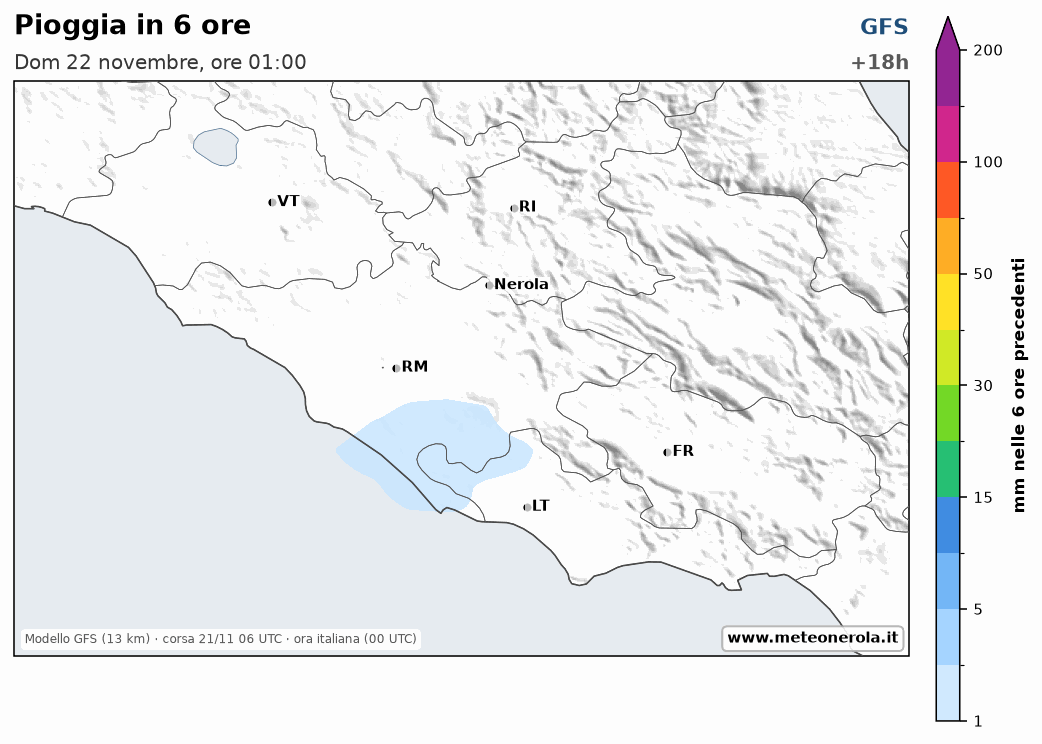 Pioggia in 6 ore
GFS
Dom 22 novembre, ore 01:00
+18h
VT
RI
Nerola
RM
FR
LT
Modello GFS (13 km) · corsa 21/11 06 UTC · ora italiana (00 UTC)
www.meteonerola.it
200
100
50
30
15
5
1
mm nelle 6 ore precedenti